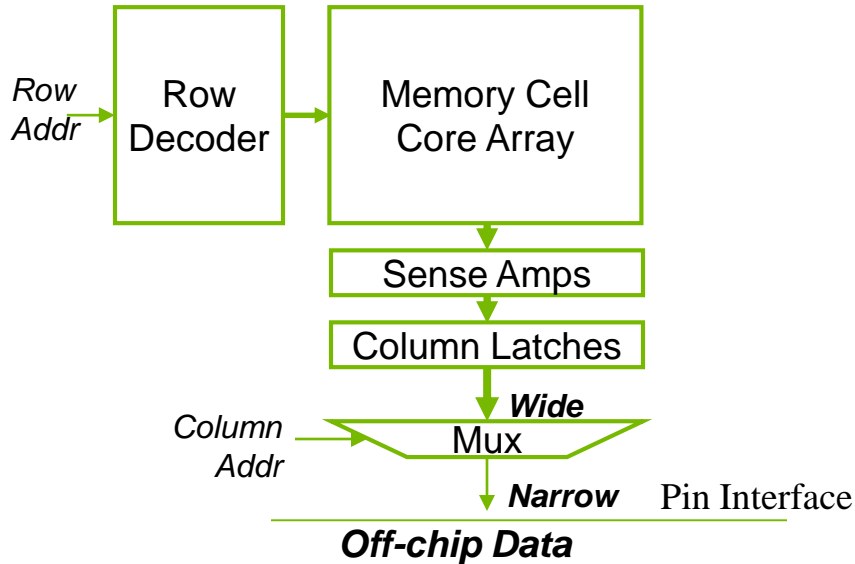 Row
Addr
Row
Decoder
Memory Cell
Core Array
Sense Amps
Column Latches
Wide
Column
Addr
Mux
Narrow
Pin Interface
Off-chip Data